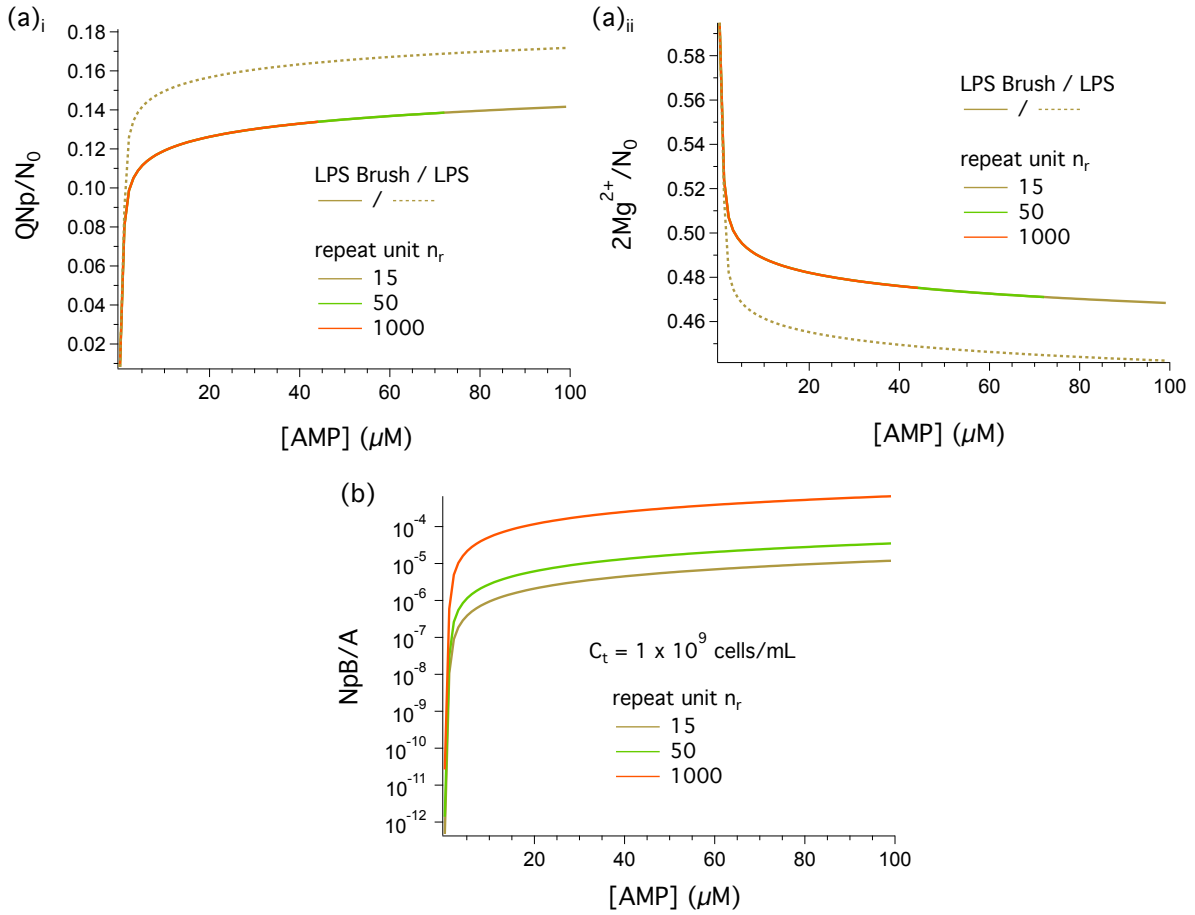 (a)i
QNp/N0
0.18
0.16
0.14
0.12
0.10
0.08
0.06
0.04
0.02
LPS Brush / LPS
/
repeat unit nr
15
50
1000
20 40 60 80 100
[AMP] (µM)
(a)ii
2Mg2+/N0
0.58
0.56
0.54
0.52
0.50
0.48
0.46
LPS Brush / LPS
/
repeat unit nr
15
50
1000
20 40 60 80 100
[AMP] (µM)
(b)
NpB/A
10-4
10-5
10-6
10-7
10-8
10-9
10-10
10-11
10-12
Ct = 1 x 109 cells/mL
repeat unit nr
15
50
1000
20 40 60 80 100
[AMP] (µM)